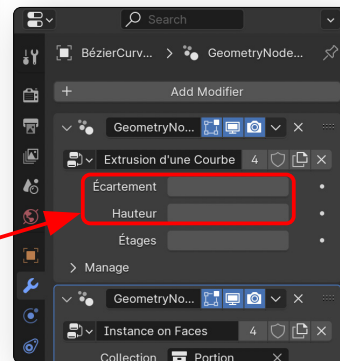 Search
BézierCurv... > GeometryNode...
+ Add Modifier
GeometryNo...
Extrusion d'une Courbe 4
Écartement
Hauteur
Étages
Manage
GeometryNo...
Instance on Faces 4
Collection Portion